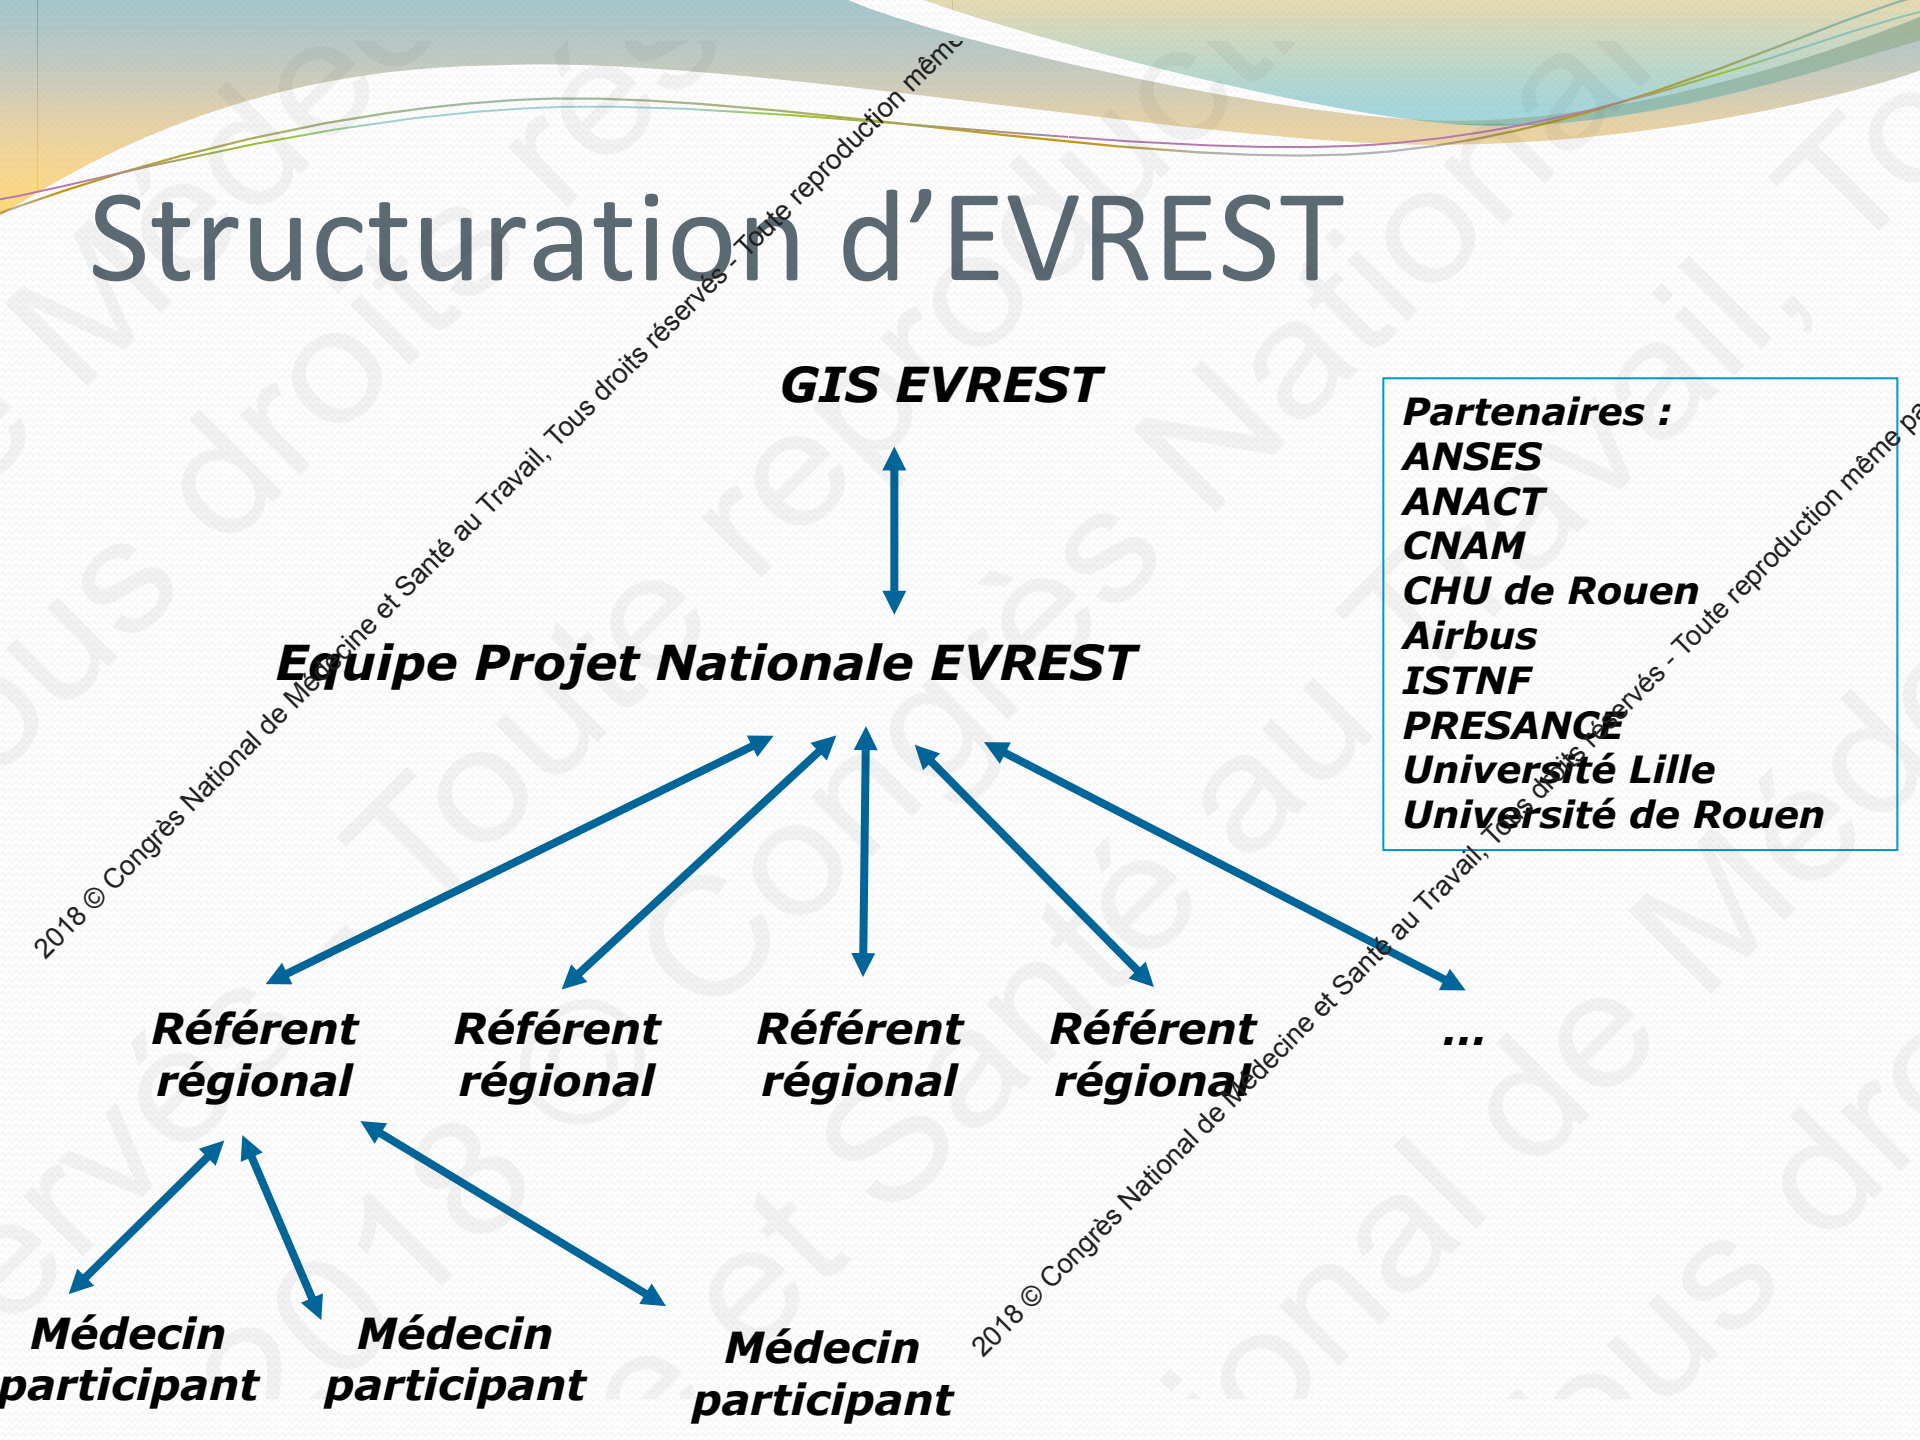 Structuration d’EVREST
GIS EVREST
Partenaires :
ANSES
ANACT
CNAM
CHU de Rouen
Airbus
ISTNF
PRESANCE
Université Lille
Université de Rouen
Equipe Projet Nationale EVREST
Référent régional
Référent régional
Référent régional
Référent régional
...
Médecin participant
Médecin participant
Médecin participant
2018 © Congrès National de Médecine et Santé au Travail, Tous droits réservés - Toute reproduction même
2018 © Congrès National de Médecine et Santé au Travail, Tous droits réservés - Toute reproduction même pa